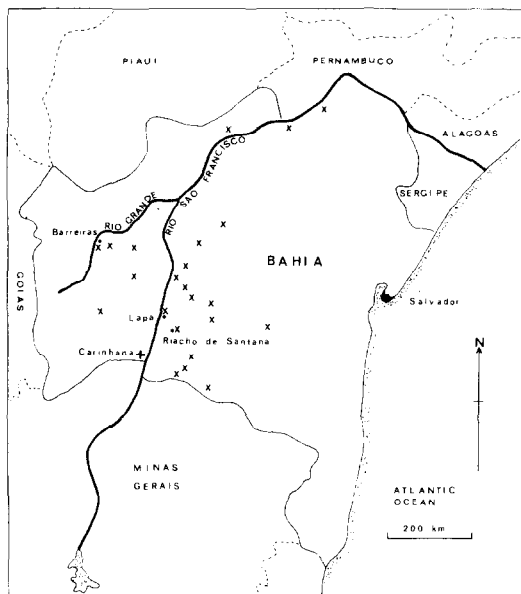 PIAUI
PERNAMBUCO
ALAGOAS
SERGIPE
RIO SAO FRANCISCO
RIO GRANDE
Barreiras
BAHIA
GOIAS
Salvador
Lapa
Riacho de Santana
Carinhana
N
MINAS
GERAIS
ATLANTIC
OCEAN
200 km